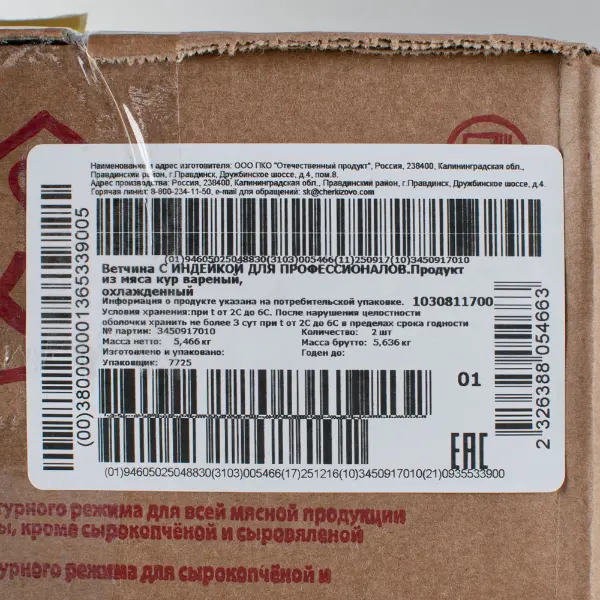 Наименование и адрес изготовителя: ООО ПКО "Отечественный продукт", Россия, 238400, Калининградская обл.,
Правдинский район, г.Правдинск, Дружбинское шоссе, д.4, пом.8.
Адрес производства: Россия, 238400, Калининградская обл., Правдинский район, г.Правдинск, Дружбинское шоссе, д.4.
Горячая линия: 8-800-234-11-50, e-mail для обращений: sk@cherkizovo.com
(01)94605025048830(3103)005466(11)250917(10)3450917010
Ветчина С ИНДЕЙКОЙ ДЛЯ ПРОФЕССИОНАЛОВ.Продукт
из мяса кур вареный,
охлажденный
Информация о продукте указана на потребительской упаковке. 1030811700
Условия хранения:при t от 2С до 6С. После нарушения целостности
оболочки хранить не более 3 сут при t от 2С до 6С в пределах срока годности
№ партии: 3450917010 Количество: 2 шт
Масса нетто: 5,466 кг Масса брутто: 5,636 кг
Изготовлено и упаковано: Годен до:
Упаковщик: 7725
01
EAC
(01)94605025048830(3103)005466(17)251216(10)3450917010(21)0935533900
(00)380000001365339005
2 326388 054663
турного режима для всей мясной продукции
ы, кроме сырокопчёной и сыровяленой
урного режима для сырокопчёной и